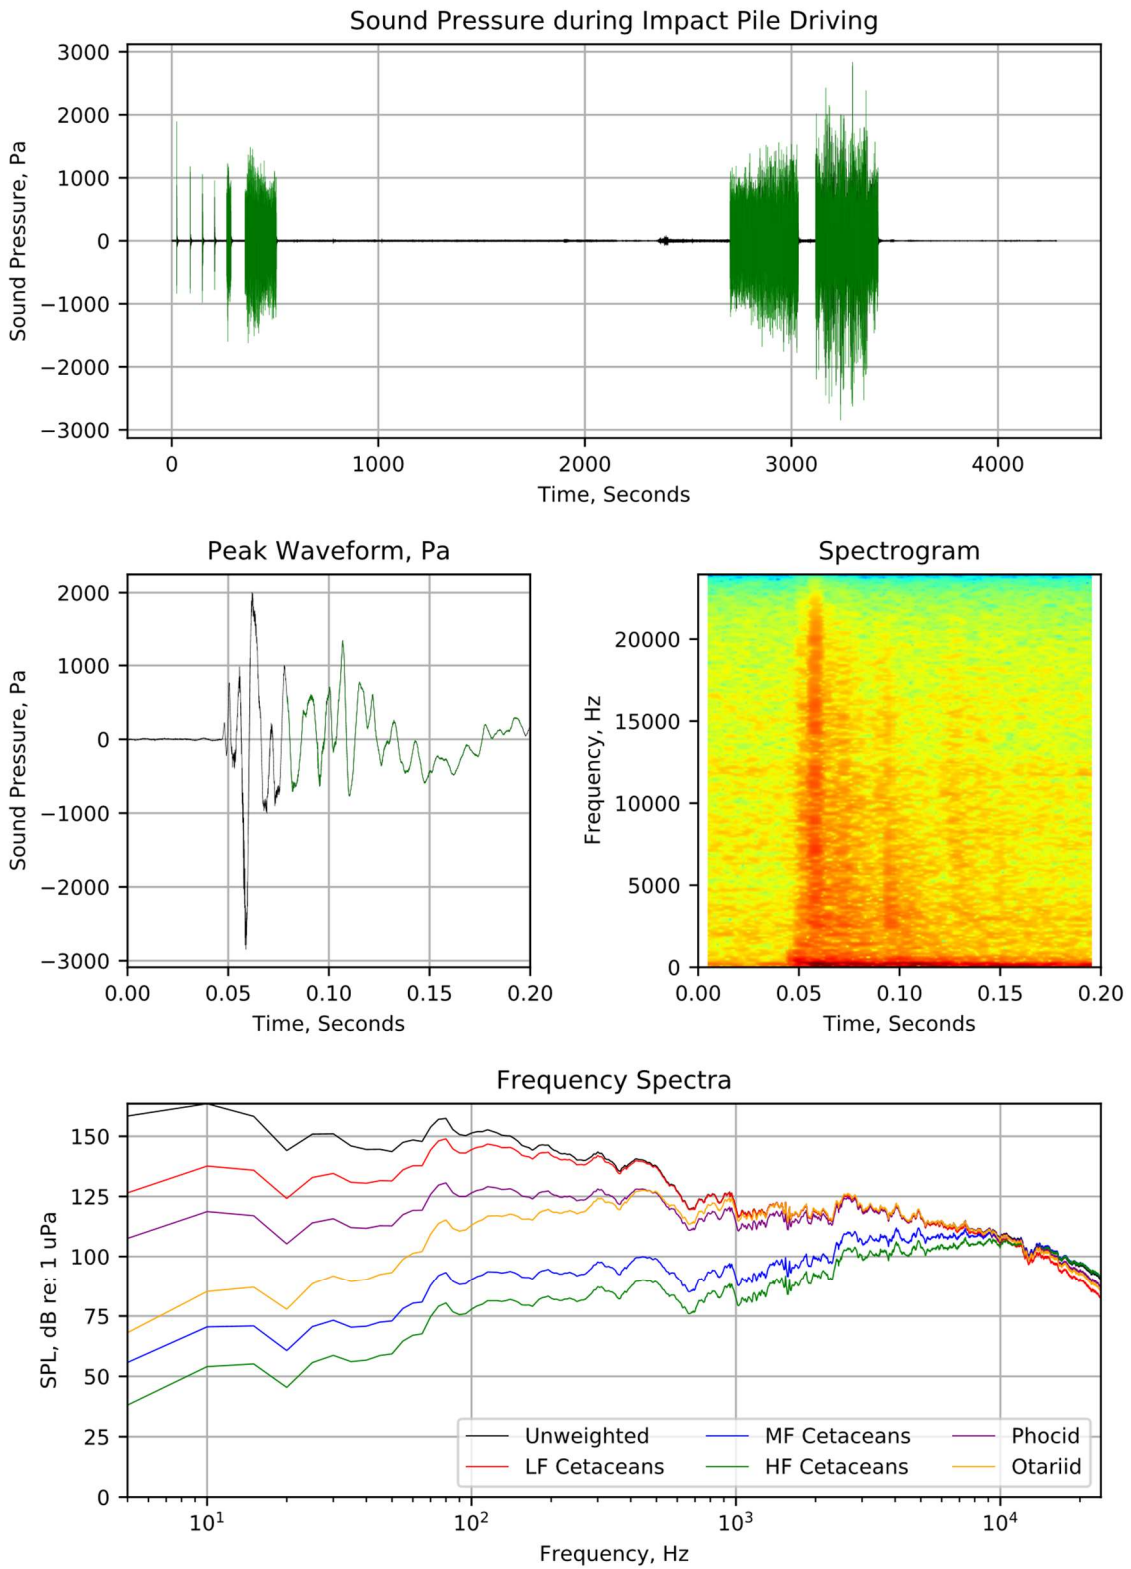 Sound Pressure during Impact Pile Driving
Sound Pressure, Pa
3000
2000
1000
0
−1000
−2000
−3000
0 1000 2000 3000 4000
Time, Seconds
Peak Waveform, Pa
Sound Pressure, Pa
2000
1000
0
−1000
−2000
−3000
0.00 0.05 0.10 0.15 0.20
Time, Seconds
Spectrogram
Frequency, Hz
20000
15000
10000
5000
0
0.00 0.05 0.10 0.15 0.20
Time, Seconds
Frequency Spectra
SPL, dB re: 1 uPa
150
125
100
75
50
25
0
Unweighted MF Cetaceans Phocid
LF Cetaceans HF Cetaceans Otariid
10¹ 10² 10³ 10⁴
Frequency, Hz